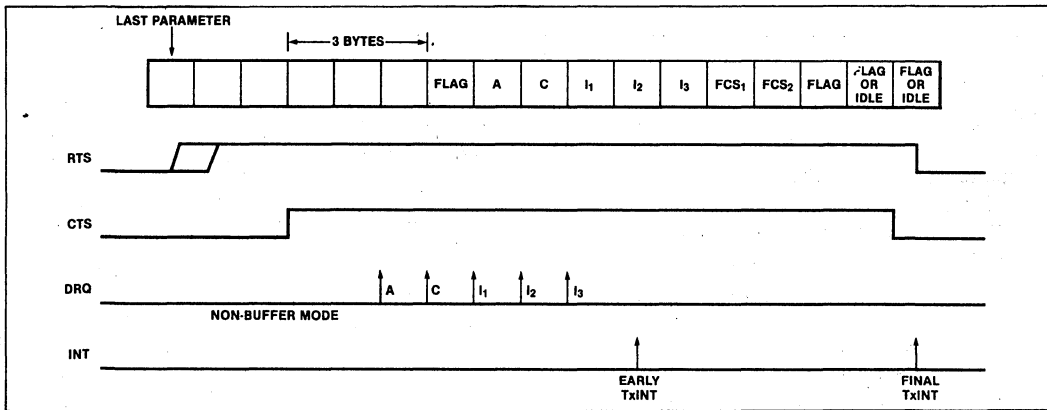 LAST PARAMETER
3 BYTES
FLAG A C I1 I2 I3 FCS1 FCS2 FLAG FLAG OR IDLE FLAG OR IDLE
RTS
CTS
DRQ A C I1 I2 I3
NON-BUFFER MODE
INT
EARLY TxINT FINAL TxINT